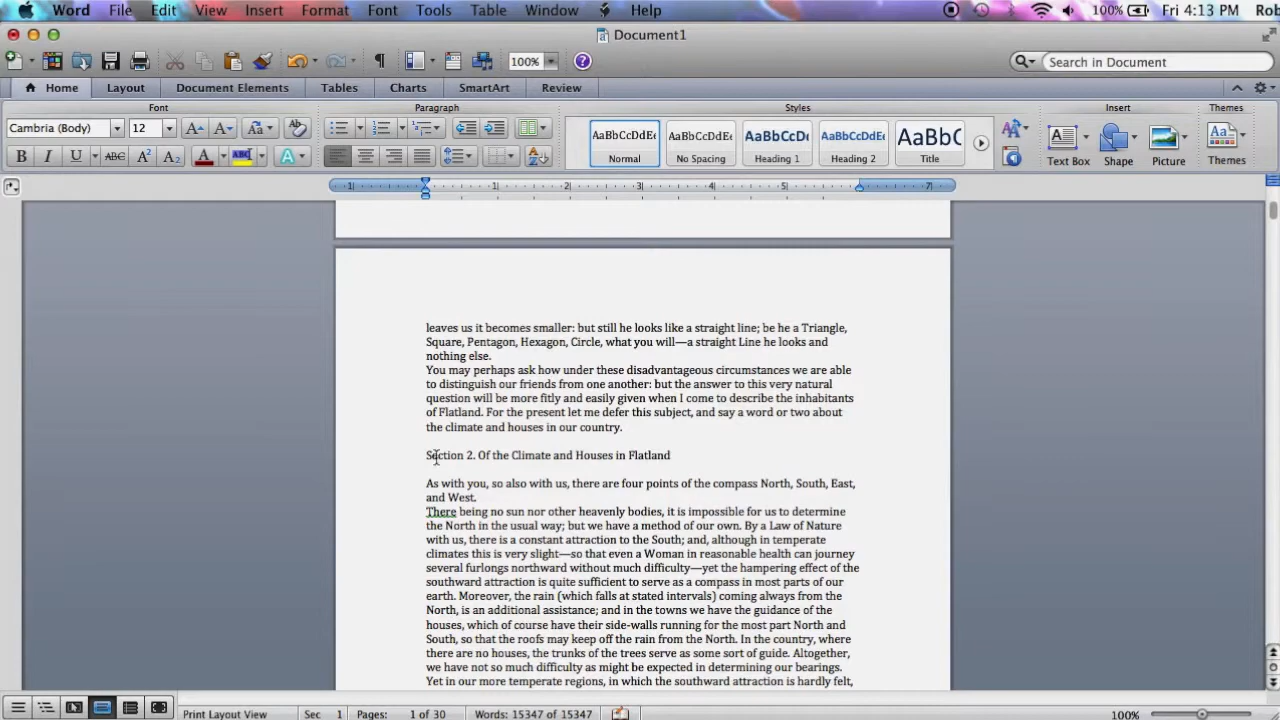 Word File Edit View Insert Format Font Tools Table Window Help 100% Fri 4:13 PM Rob
Document1
100% Search in Document
Home Layout Document Elements Tables Charts SmartArt Review
Font Paragraph Styles Insert Themes
Cambria (Body) 12 AaBbCcDdEe AaBbCcDdEe AaBbCcDc AaBbCcDdEe AaBbC
Normal No Spacing Heading 1 Heading 2 Title Text Box Shape Picture Themes
1 1 2 3 4 5 7
leaves us it becomes smaller: but still he looks like a straight line; be he a Triangle,
Square, Pentagon, Hexagon, Circle, what you will—a straight Line he looks and
nothing else.
You may perhaps ask how under these disadvantageous circumstances we are able
to distinguish our friends from one another: but the answer to this very natural
question will be more fitly and easily given when I come to describe the inhabitants
of Flatland. For the present let me defer this subject, and say a word or two about
the climate and houses in our country.
Section 2. Of the Climate and Houses in Flatland
As with you, so also with us, there are four points of the compass North, South, East,
and West.
There being no sun nor other heavenly bodies, it is impossible for us to determine
the North in the usual way; but we have a method of our own. By a Law of Nature
with us, there is a constant attraction to the South; and, although in temperate
climates this is very slight—so that even a Woman in reasonable health can journey
several furlongs northward without much difficulty—yet the hampering effect of the
southward attraction is quite sufficient to serve as a compass in most parts of our
earth. Moreover, the rain (which falls at stated intervals) coming always from the
North, is an additional assistance; and in the towns we have the guidance of the
houses, which of course have their side-walls running for the most part North and
South, so that the roofs may keep off the rain from the North. In the country, where
there are no houses, the trunks of the trees serve as some sort of guide. Altogether,
we have not so much difficulty as might be expected in determining our bearings.
Yet in our more temperate regions, in which the southward attraction is hardly felt,
Print Layout View Sec 1 Pages: 1 of 30 Words: 15347 of 15347 100%